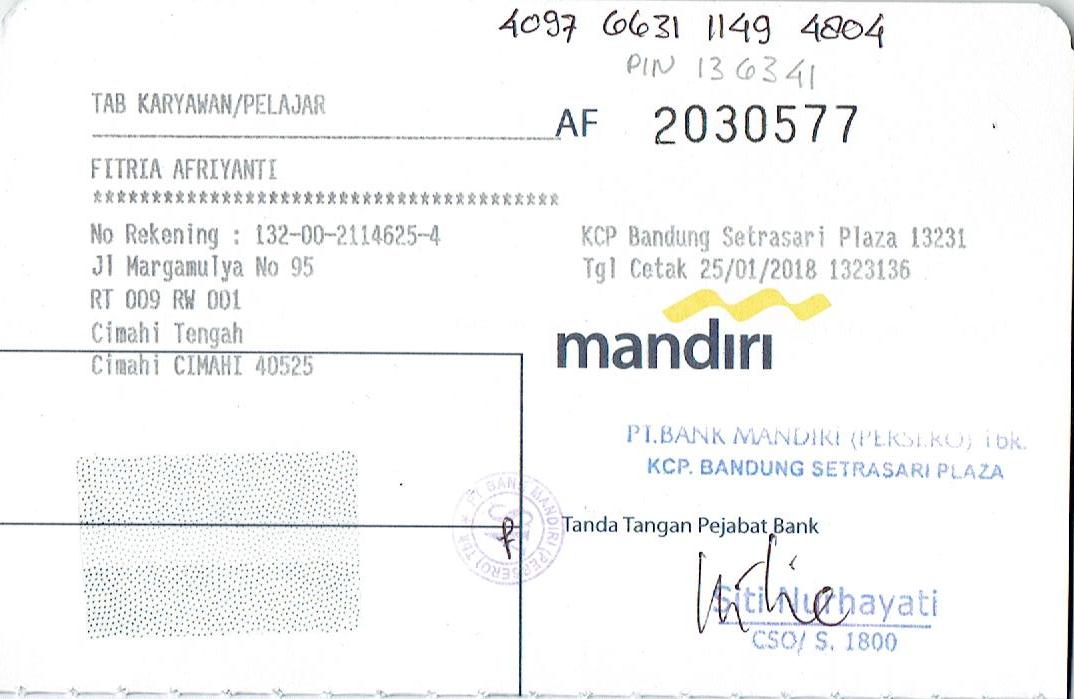 4097 6631 1149 4804
PIN 136341
TAB KARYAWAN/PELAJAR
AF 2030577
FITRIA AFRIYANTI
****************************************
No Rekening : 132-00-2114625-4
Jl Margamulya No 95
RT 009 RW 001
Cimahi Tengah
Cimahi CIMAHI 40525
KCP Bandung Setrasari Plaza 13231
Tgl Cetak 25/01/2018 1323136
mandiri
PT.BANK MANDIRI (PERSERO) Tbk.
KCP. BANDUNG SETRASARI PLAZA
PT BANK MANDIRI (PERSERO) Tbk
Tanda Tangan Pejabat Bank
Siti Nurhayati
CSO/ S. 1800